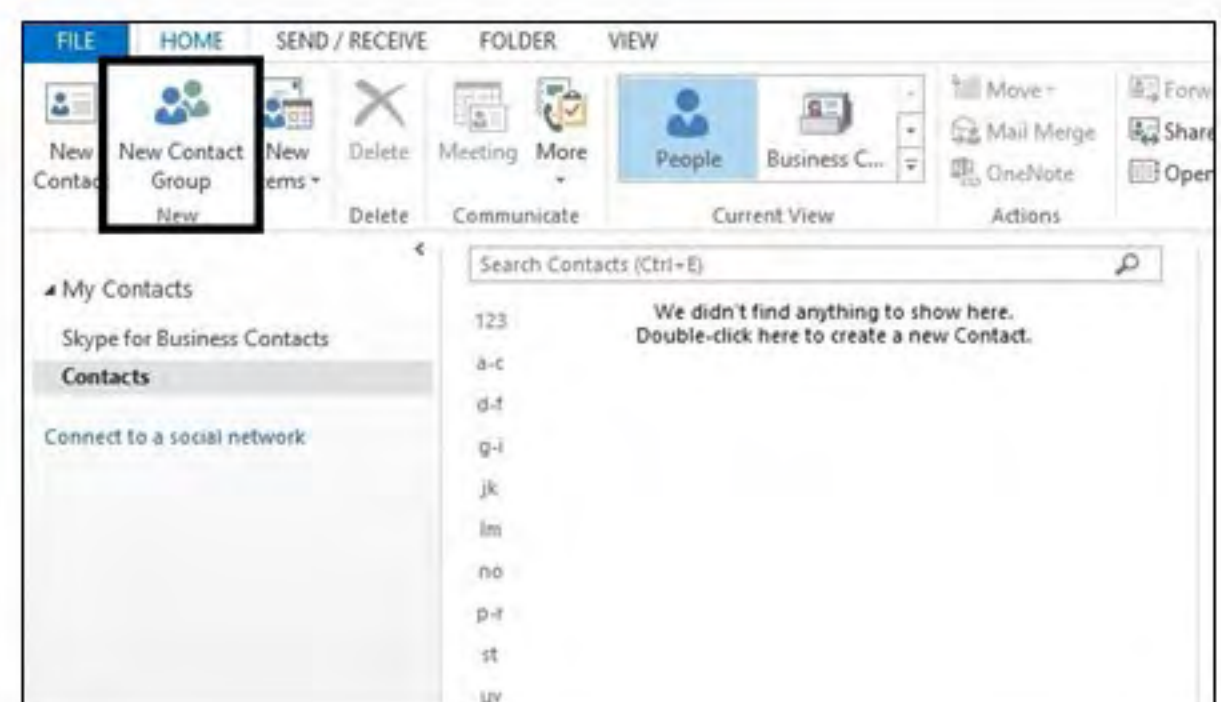 FILE HOME SEND / RECEIVE FOLDER VIEW
New Contact Group
New
New
Delete
Meeting
More
People
Business C...
Move
Mail Merge
OneNote
Share
Open
New
Delete
Communicate
Current View
Actions
My Contacts
Skype for Business Contacts
Contacts
Connect to a social network
Search Contacts (Ctrl+E)
We didn't find anything to show here.
Double-click here to create a new Contact.
123
a-c
d-f
g-i
jk
lm
no
p-r
st
uv